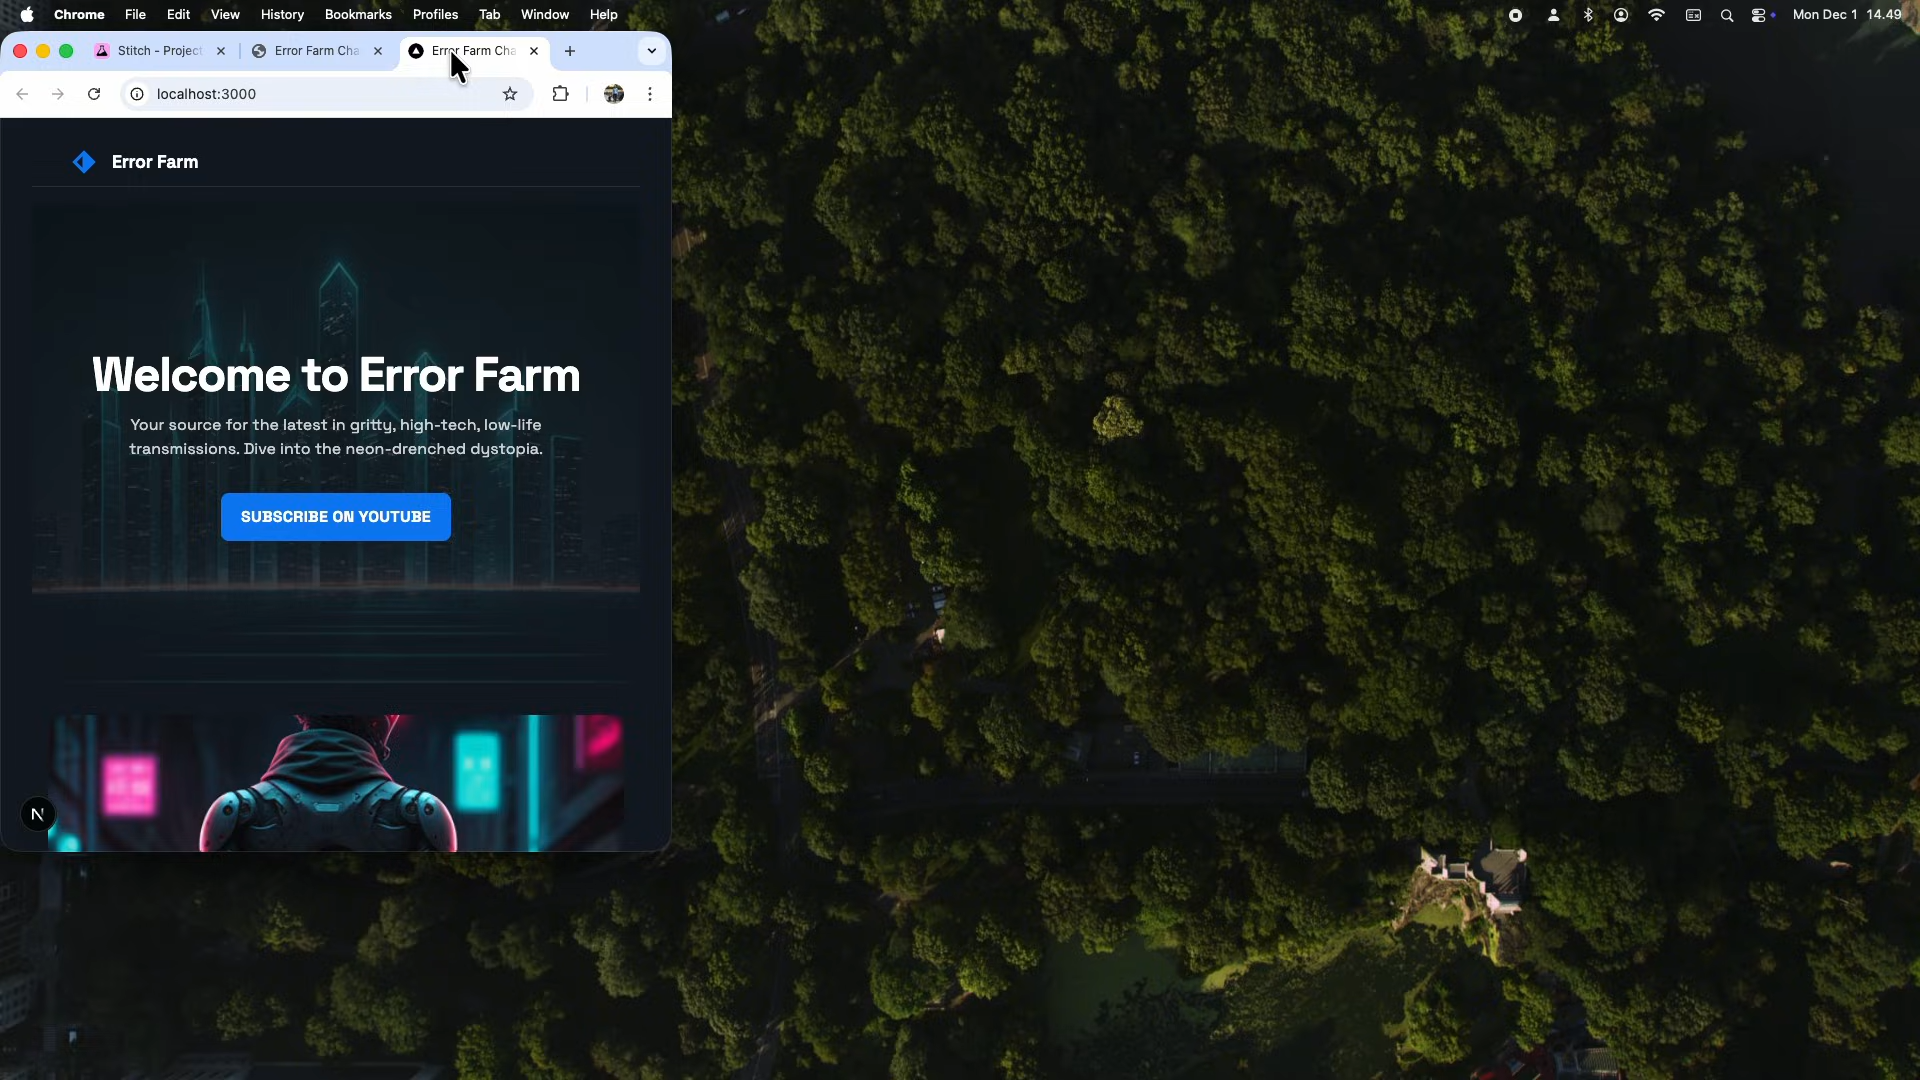 Chrome File Edit View History Bookmarks Profiles Tab Window Help Mon Dec 1 14.49
Stitch - Project Error Farm Cha Error Farm Cha
localhost:3000
Error Farm
Welcome to Error Farm
Your source for the latest in gritty, high-tech, low-life
transmissions. Dive into the neon-drenched dystopia.
SUBSCRIBE ON YOUTUBE
N